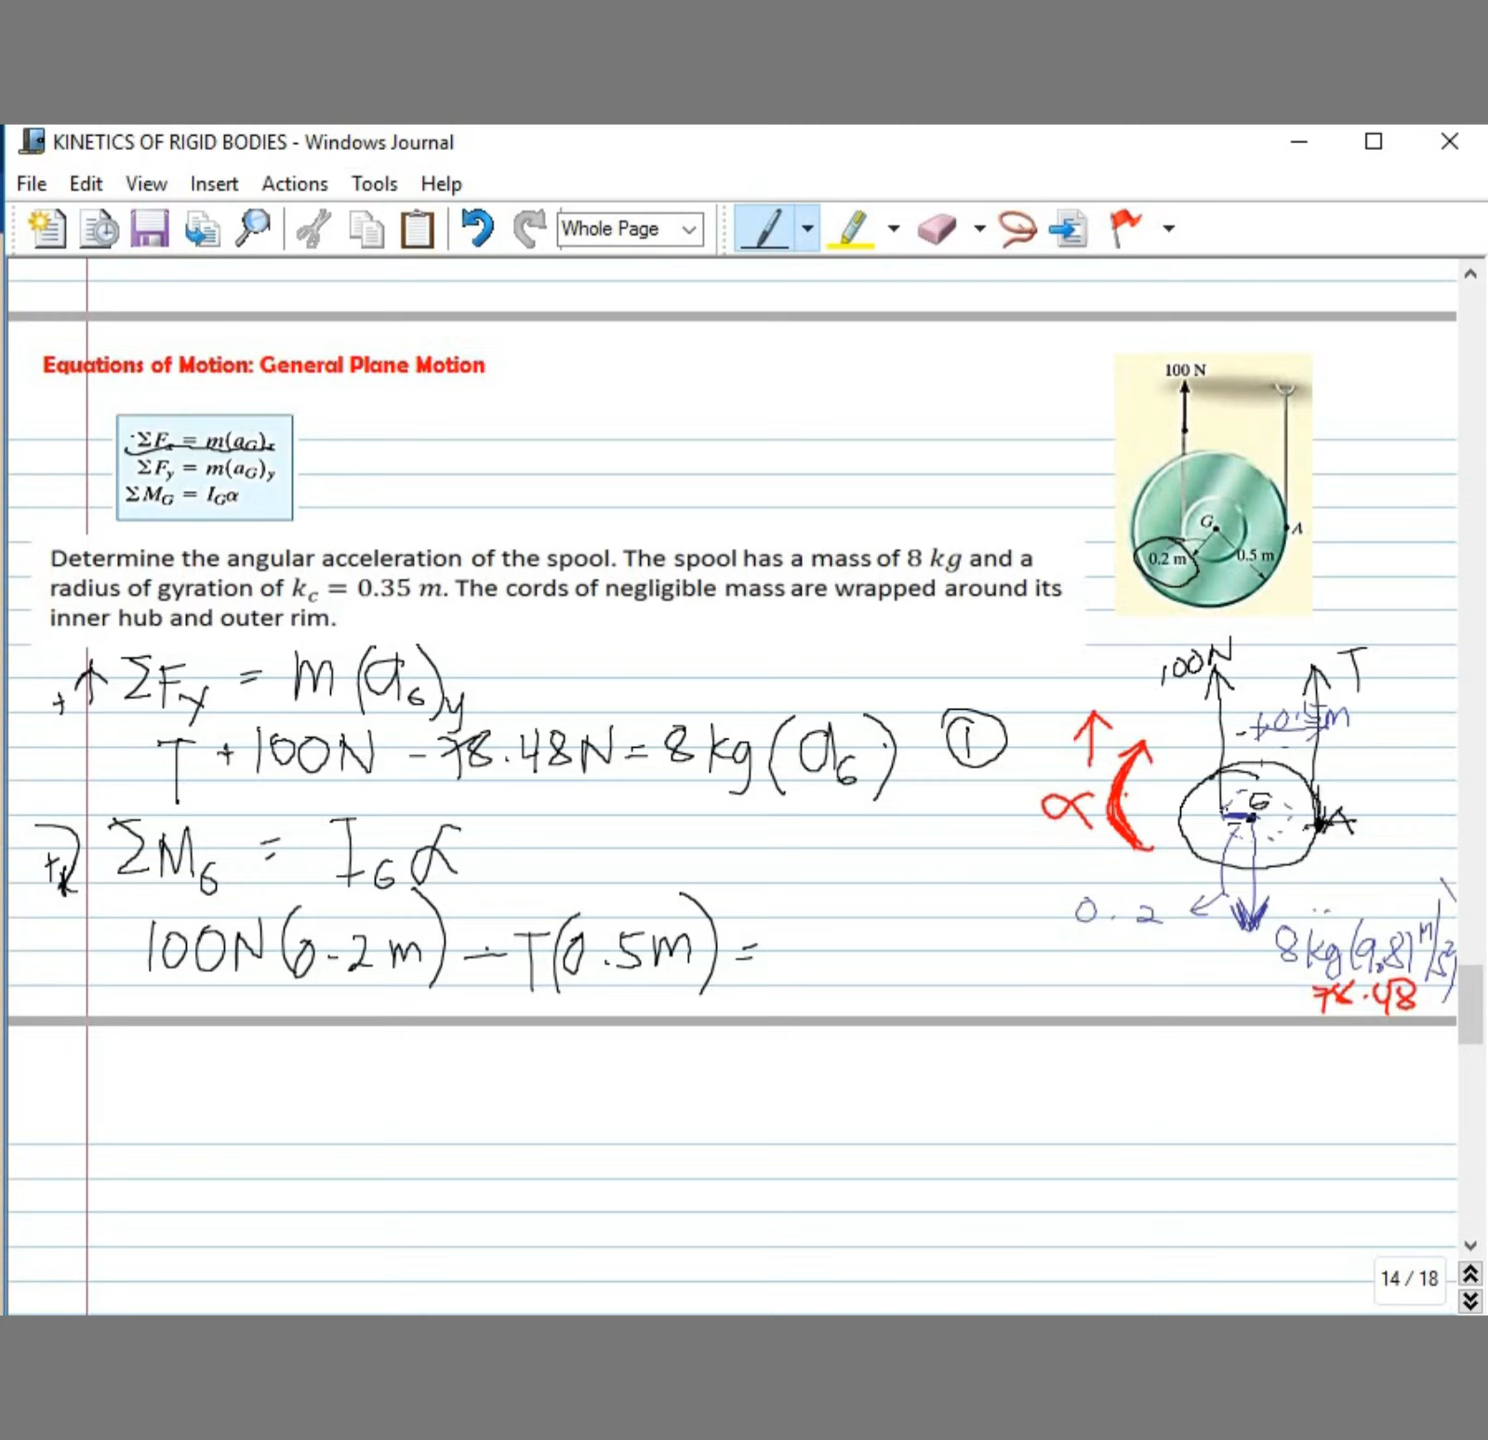 KINETICS OF RIGID BODIES - Windows Journal
File Edit View Insert Actions Tools Help
Whole Page
Equations of Motion: General Plane Motion
ΣFx = m(aG)x
ΣFy = m(aG)y
ΣMG = IGα
100 N
G
A
0.2 m
0.5 m
Determine the angular acceleration of the spool. The spool has a mass of 8 kg and a
radius of gyration of kc = 0.35 m. The cords of negligible mass are wrapped around its
inner hub and outer rim.
+↑ ΣFy = m(aG)y
T + 100N - 78.48N = 8kg(aG) ①
+ ΣMG = IGα
100N(0.2m) - T(0.5m) =
100N
T
0.5m
α
G
A
0.2
8kg(9.81 m/s²)
78.48
14 / 18